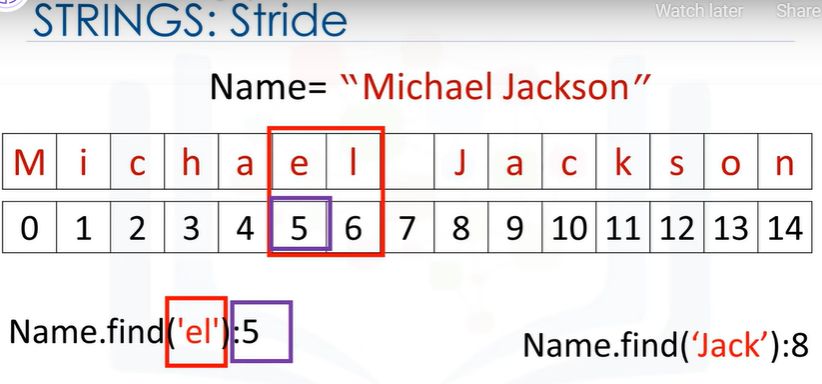 STRINGS: Stride
Watch later
Share
Name= “Michael Jackson”
M i c h a e l J a c k s o n
0 1 2 3 4 5 6 7 8 9 10 11 12 13 14
Name.find('el'):5
Name.find(‘Jack’):8